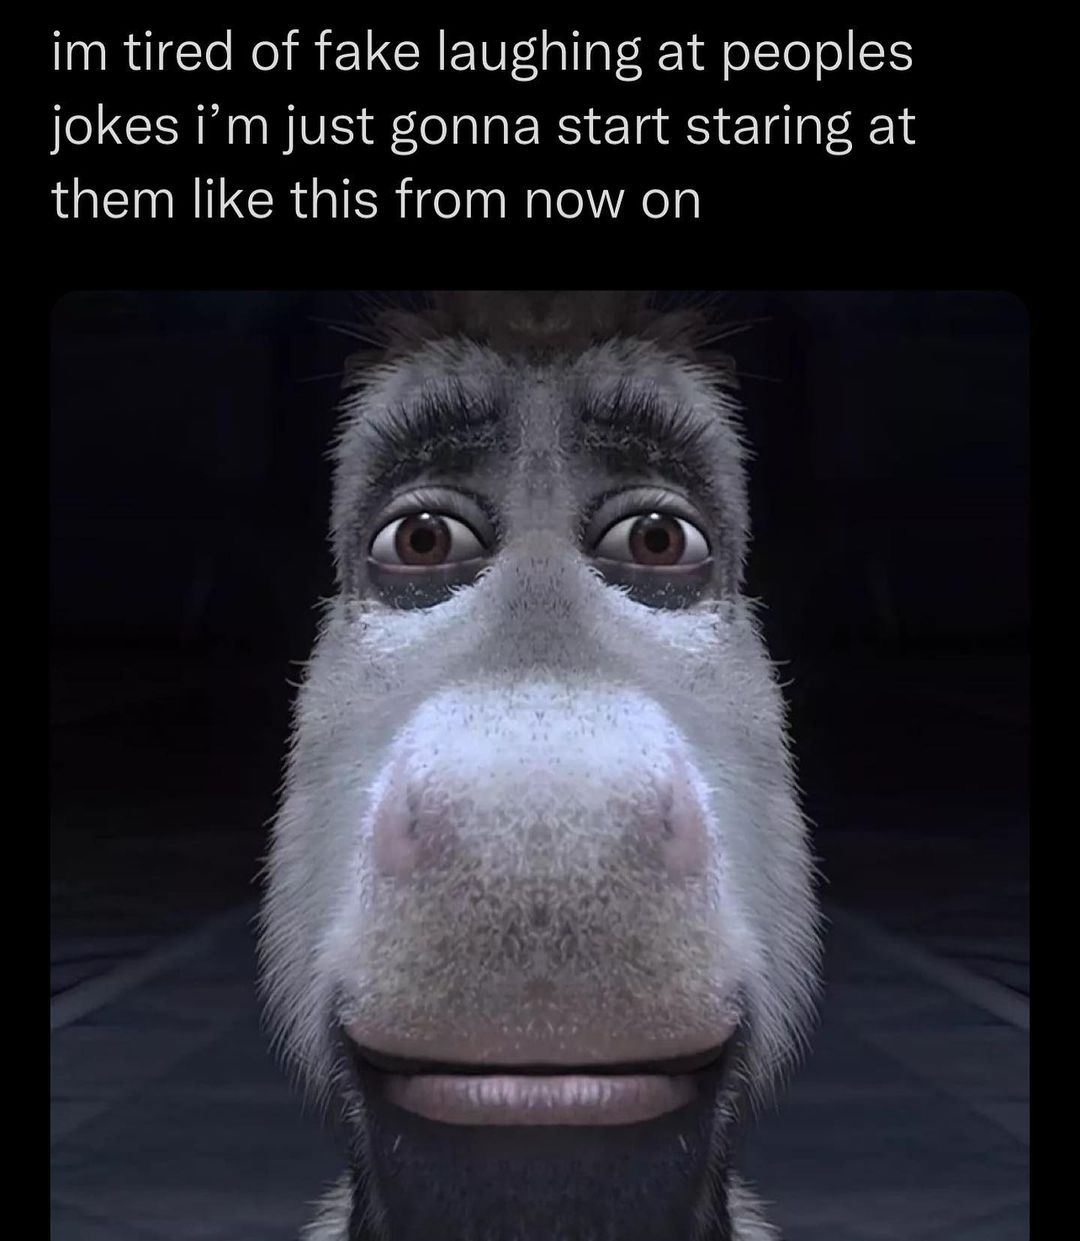 im tired of fake laughing at peoples
jokes i’m just gonna start staring at
them like this from now on